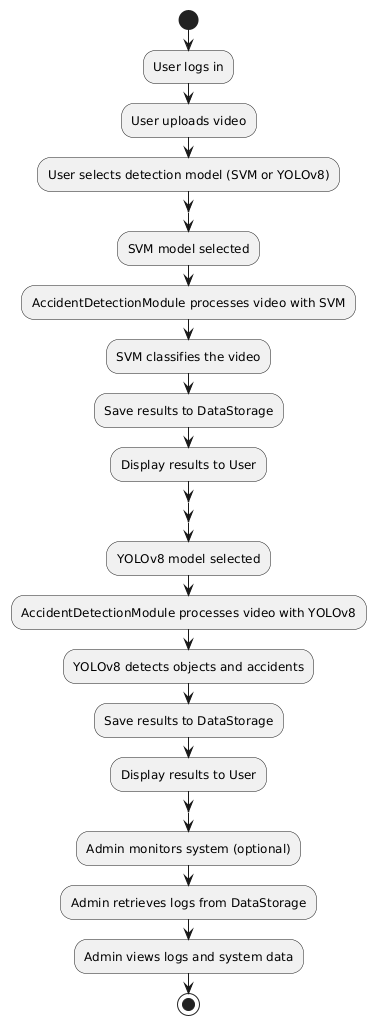 User logs in
User uploads video
User selects detection model (SVM or YOLOv8)
SVM model selected
AccidentDetectionModule processes video with SVM
SVM classifies the video
Save results to DataStorage
Display results to User
YOLOv8 model selected
AccidentDetectionModule processes video with YOLOv8
YOLOv8 detects objects and accidents
Save results to DataStorage
Display results to User
Admin monitors system (optional)
Admin retrieves logs from DataStorage
Admin views logs and system data